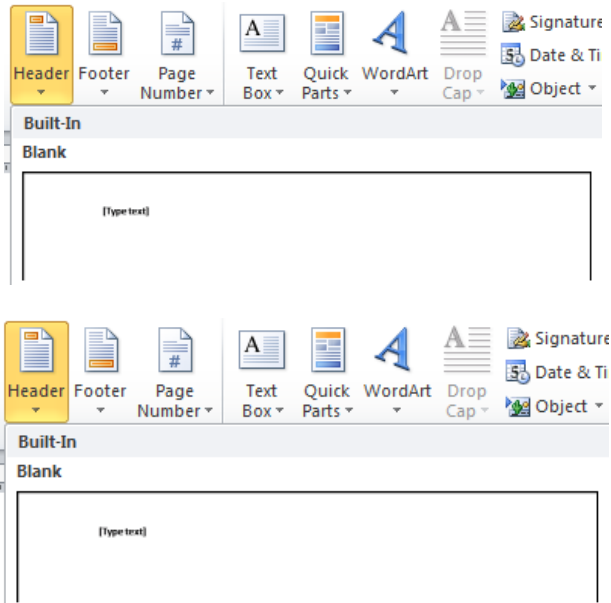 Signature
Date & Ti
Header Footer Page Number Text Box Quick Parts WordArt Drop Cap Object
Built-In
Blank
[Type text]
Signature
Date & Ti
Header Footer Page Number Text Box Quick Parts WordArt Drop Cap Object
Built-In
Blank
[Type text]